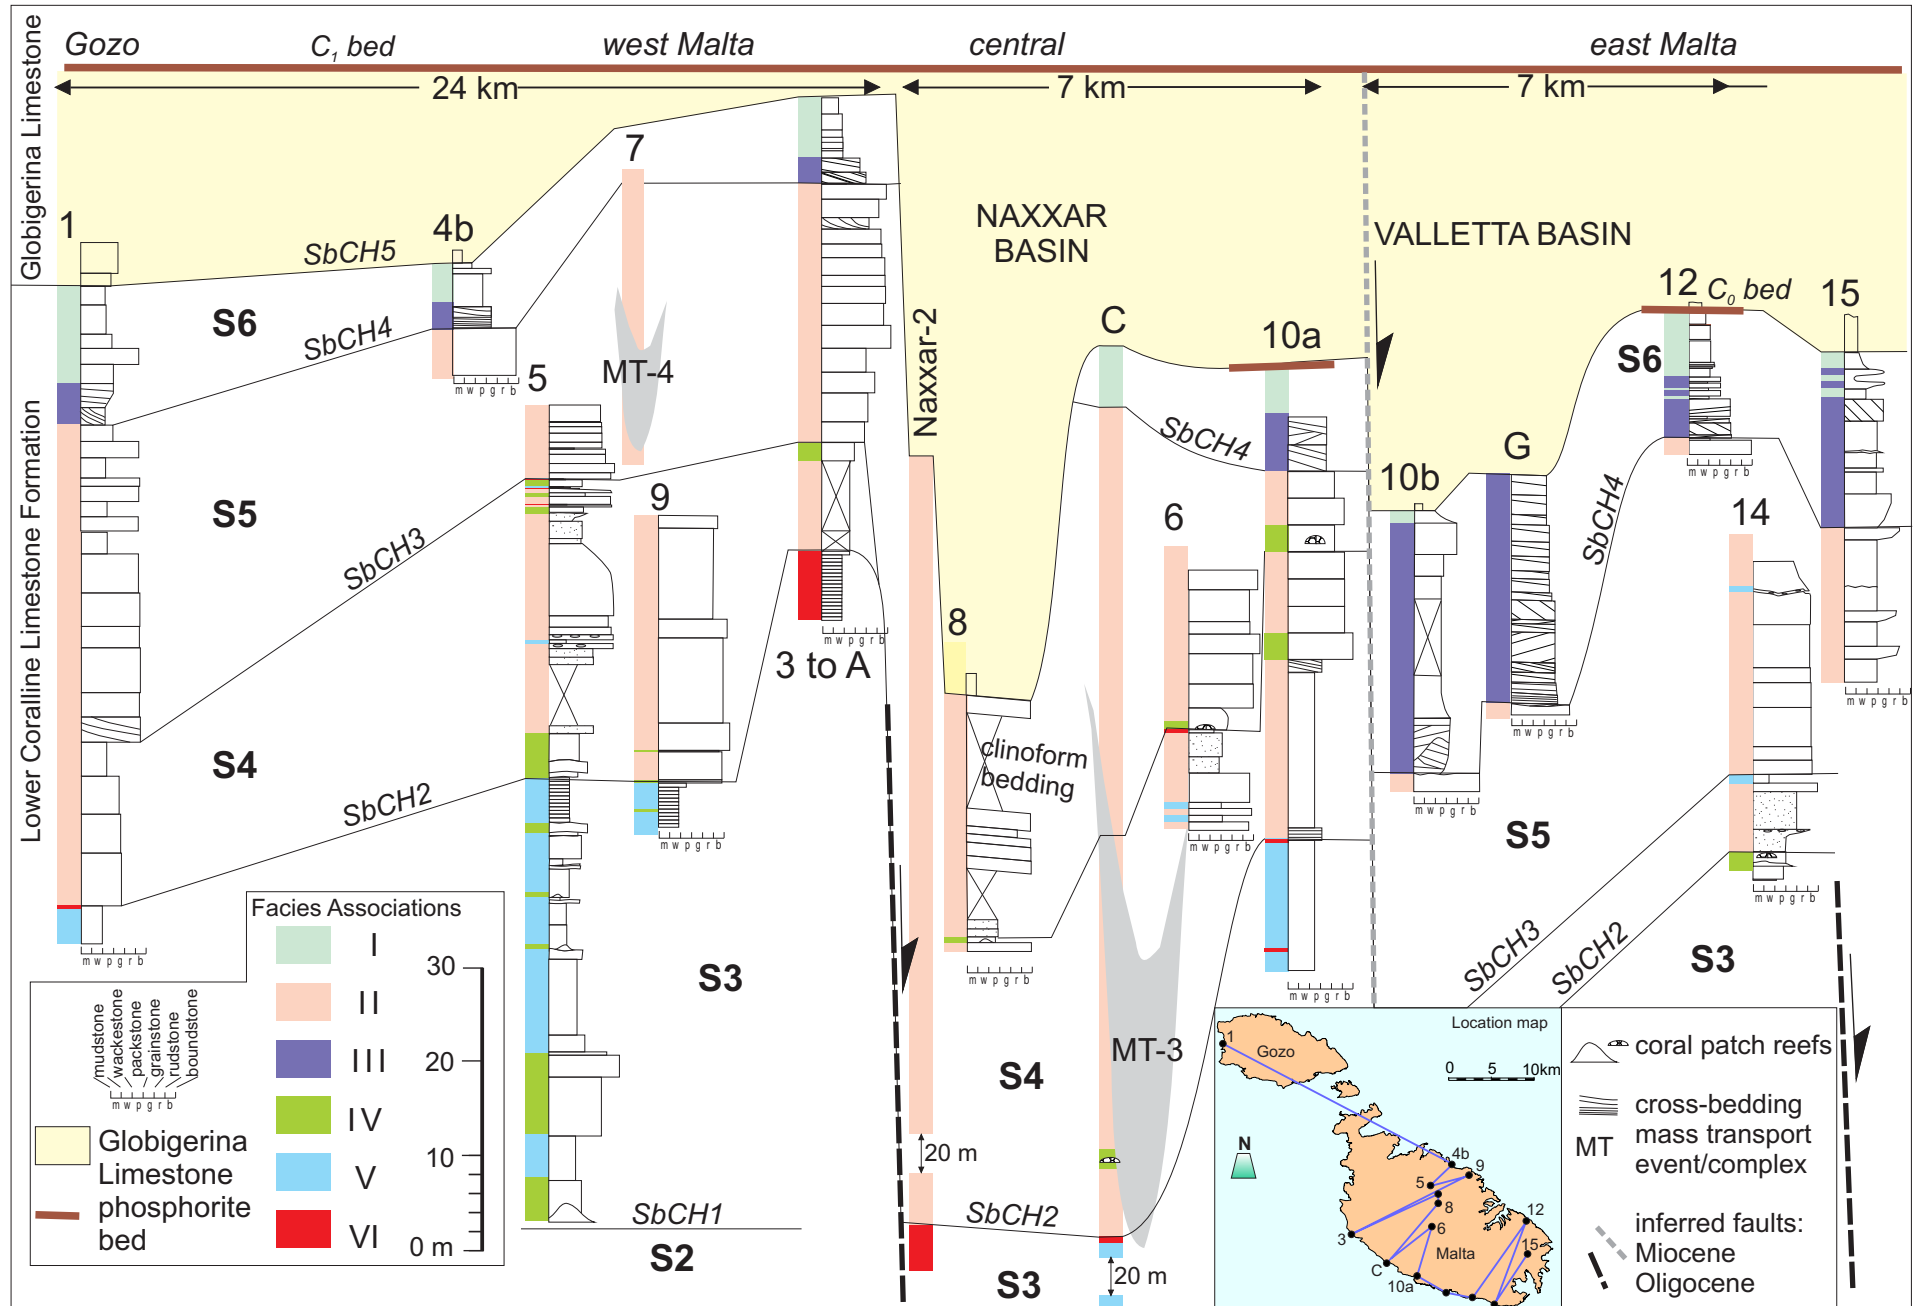 Gozo
C1 bed
west Malta
central
east Malta
24 km
7 km
7 km
Globigerina Limestone
Lower Coralline Limestone Formation
1
4b
7
5
9
3 to A
Naxxar-2
8
C
6
10a
10b
G
12
14
15
NAXXAR
BASIN
VALLETTA BASIN
C0 bed
SbCH5
SbCH4
SbCH3
SbCH2
SbCH1
S6
S5
S4
S3
S2
MT-4
clinoform
bedding
MT-3
S4
S3
SbCH2
SbCH4
20 m
20 m
S6
SbCH4
S5
SbCH3
SbCH2
S3
m w p g r b
m w p g r b
m w p g r b
m w p g r b
m w p g r b
m w p g r b
m w p g r b
m w p g r b
m w p g r b
m w p g r b
m w p g r b
m w p g r b
Facies Associations
I
II
III
IV
V
VI
30
20
10
0 m
mudstone
wackestone
packstone
grainstone
rudstone
boundstone
m w p g r b
Globigerina
Limestone
phosphorite
bed
Location map
0 5 10km
Gozo
Malta
N
1
4b
9
5
8
6
3
C
10a
12
15
coral patch reefs
cross-bedding
MT mass transport
event/complex
inferred faults:
Miocene
Oligocene